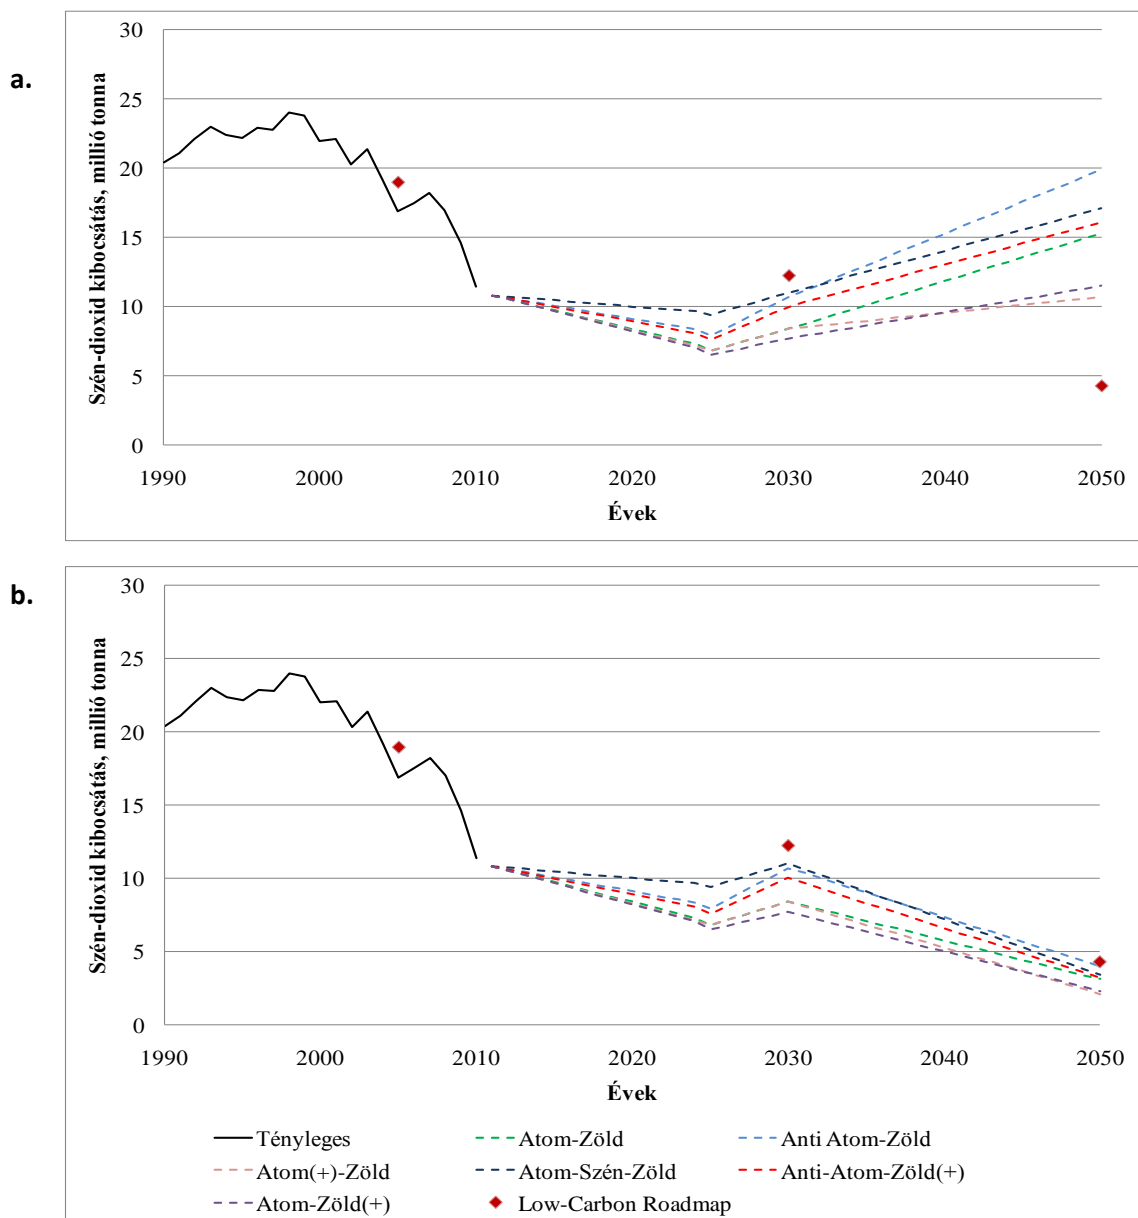 a.
Szén-dioxid kibocsátás, millió tonna
30
25
20
15
10
5
0
1990 2000 2010 2020 2030 2040 2050
Évek
b.
Szén-dioxid kibocsátás, millió tonna
30
25
20
15
10
5
0
1990 2000 2010 2020 2030 2040 2050
Évek
Tényleges Atom-Zöld Anti Atom-Zöld
Atom(+)-Zöld Atom-Szén-Zöld Anti-Atom-Zöld(+)
Atom-Zöld(+) Low-Carbon Roadmap